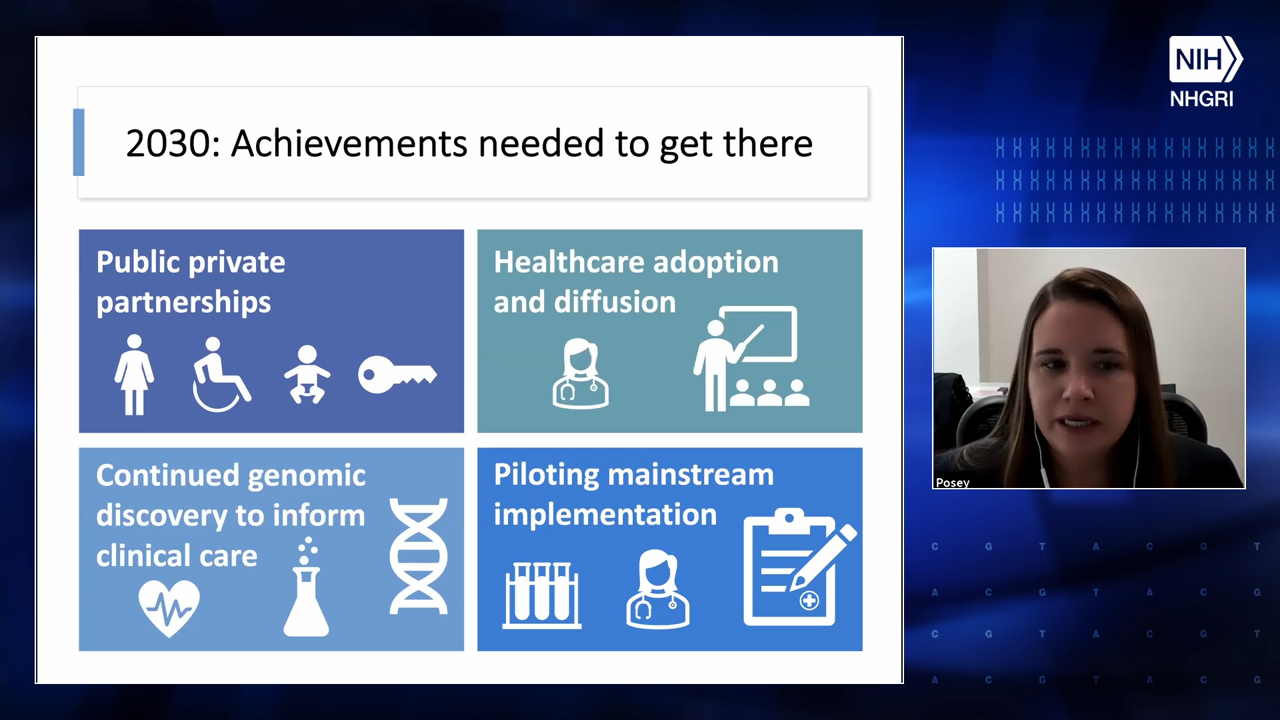 NIH
NHGRI
2030: Achievements needed to get there
Public private
partnerships
Healthcare adoption
and diffusion
Continued genomic
discovery to inform
clinical care
Piloting mainstream
implementation
Posey
C G T A C G T
A C G T A C G
C G T A C G T
A C G T A C G